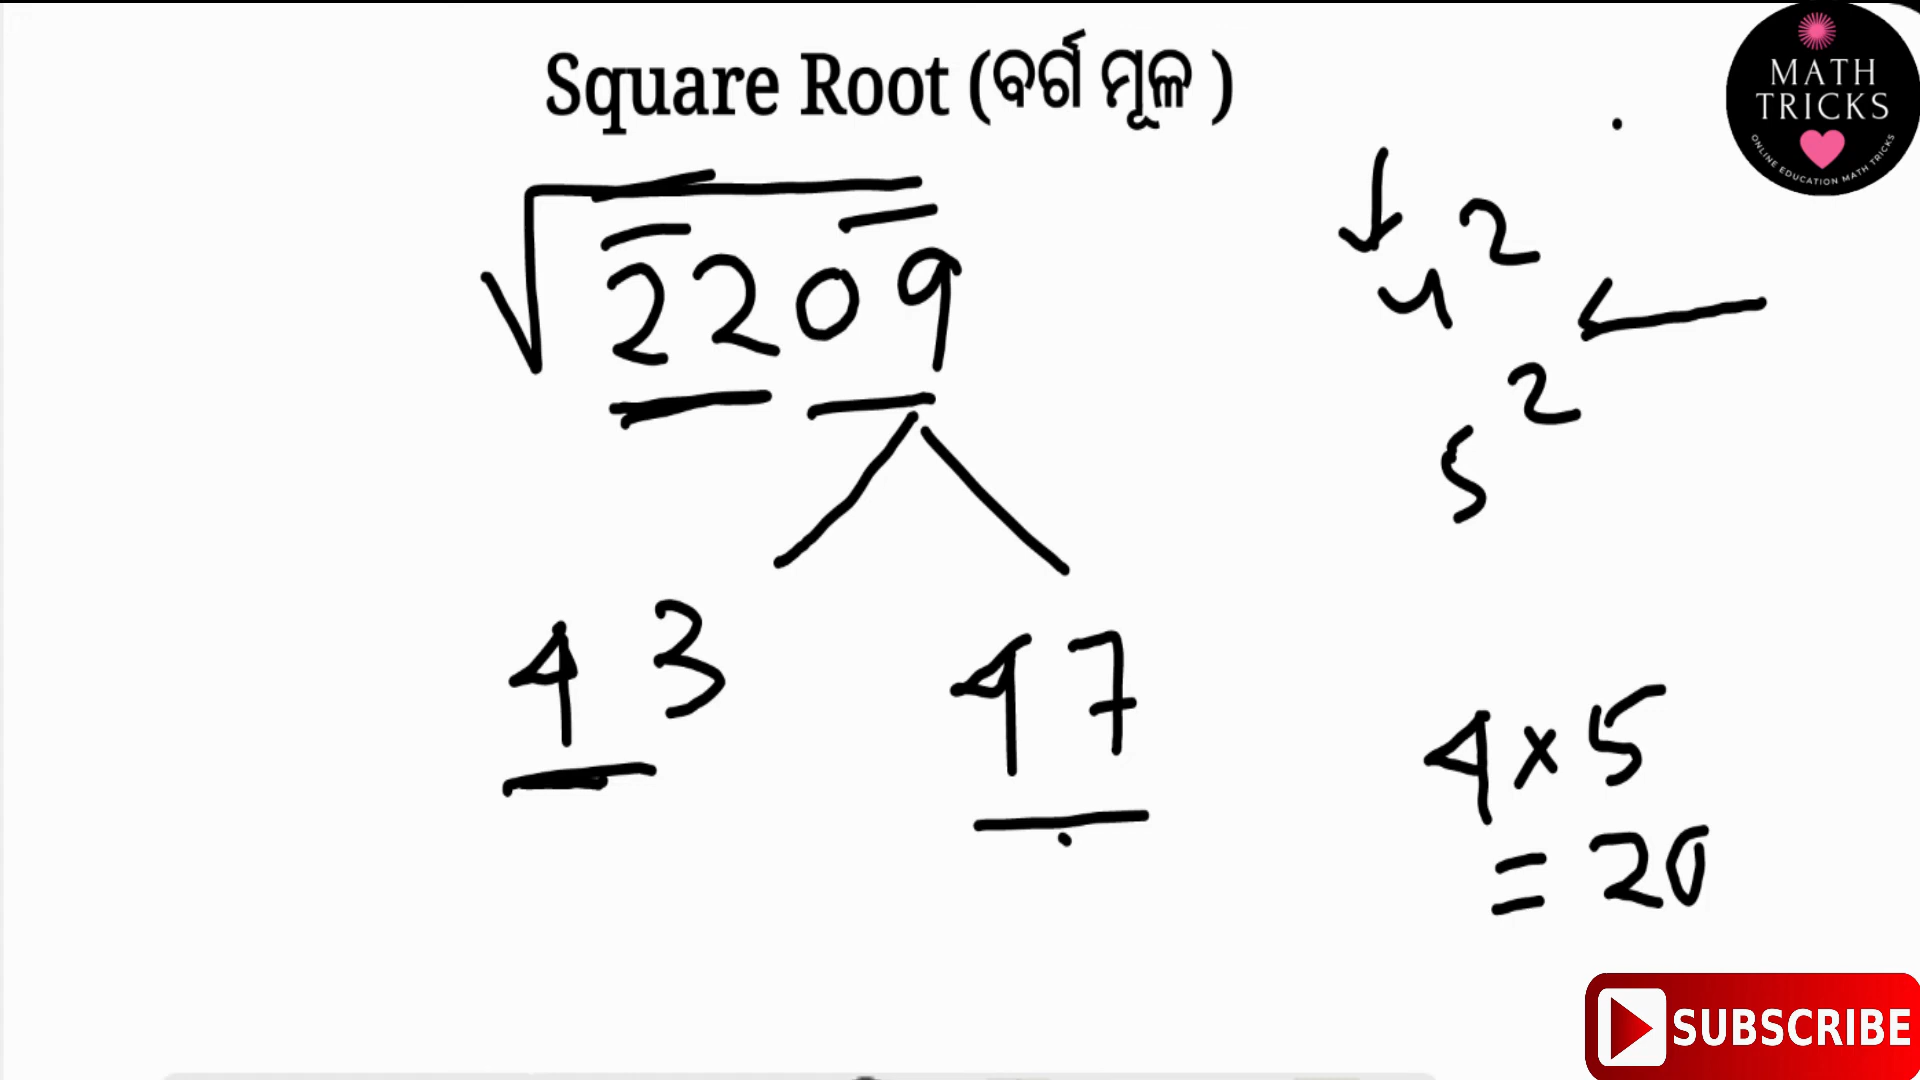 Square Root (ବର୍ଗ ମୂଳ )
MATH
TRICKS
ONLINE EDUCATION MATH TRICKS
√2209
4²
5²
43 47
4×5
=20
SUBSCRIBE